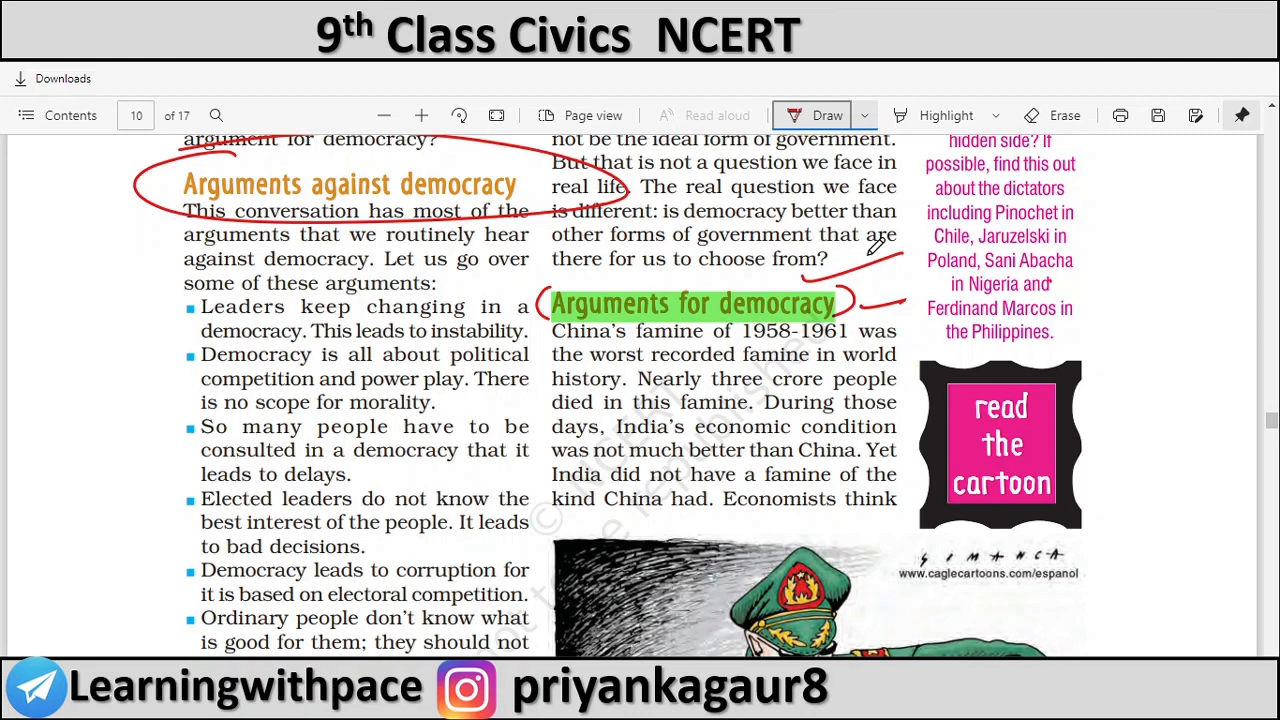 9th Class Civics NCERT
Downloads
Contents
10 of 17
Page view
Read aloud
Draw
Highlight
Erase
argument for democracy?
Arguments against democracy
This conversation has most of the
arguments that we routinely hear
against democracy. Let us go over
some of these arguments:
Leaders keep changing in a
democracy. This leads to instability.
Democracy is all about political
competition and power play. There
is no scope for morality.
So many people have to be
consulted in a democracy that it
leads to delays.
Elected leaders do not know the
best interest of the people. It leads
to bad decisions.
Democracy leads to corruption for
it is based on electoral competition.
Ordinary people don't know what
is good for them; they should not
not be the ideal form of government.
But that is not a question we face in
real life. The real question we face
is different: is democracy better than
other forms of government that are
there for us to choose from?
Arguments for democracy
China's famine of 1958-1961 was
the worst recorded famine in world
history. Nearly three crore people
died in this famine. During those
days, India's economic condition
was not much better than China. Yet
India did not have a famine of the
kind China had. Economists think
© NCERT
not to be republished
hidden side? If
possible, find this out
about the dictators
including Pinochet in
Chile, Jaruzelski in
Poland, Sani Abacha
in Nigeria and
Ferdinand Marcos in
the Philippines.
read
the
cartoon
SIMANCA
www.caglecartoons.com/espanol
Learningwithpace
priyankagaur8